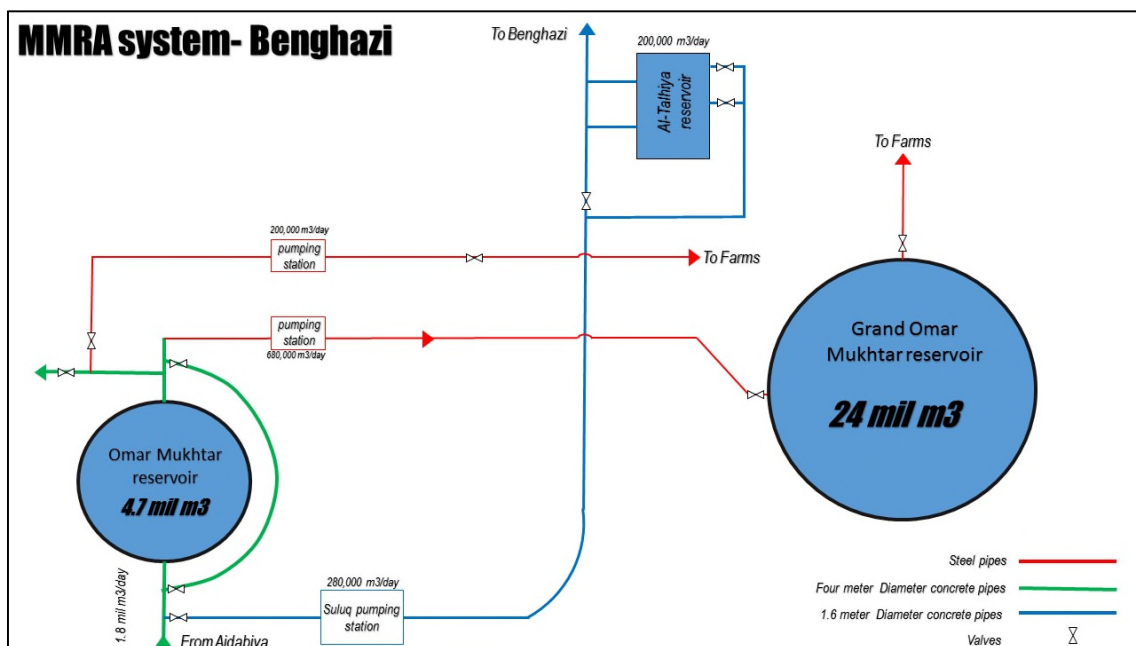 MMRA system- Benghazi
To Benghazi
200,000 m3/day
Al-Talhiya
reservoir
To Farms
200,000 m3/day
pumping
station
To Farms
pumping
station
680,000 m3/day
Grand Omar
Mukhtar reservoir
24 mil m3
Omar Mukhtar
reservoir
4.7 mil m3
1.8 mil m3/day
280,000 m3/day
Suluq pumping
station
From Ajdabiya
Steel pipes
Four meter Diameter concrete pipes
1.6 meter Diameter concrete pipes
Valves